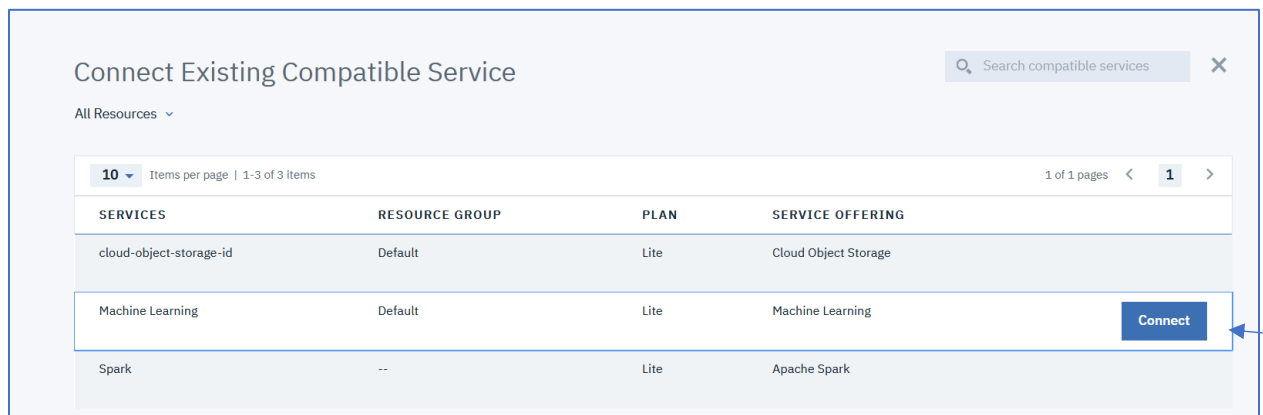 Connect Existing Compatible Service
Search compatible services
All Resources
10 Items per page | 1-3 of 3 items 1 of 1 pages 1
SERVICES RESOURCE GROUP PLAN SERVICE OFFERING
cloud-object-storage-id Default Lite Cloud Object Storage
Machine Learning Default Lite Machine Learning Connect
Spark -- Lite Apache Spark